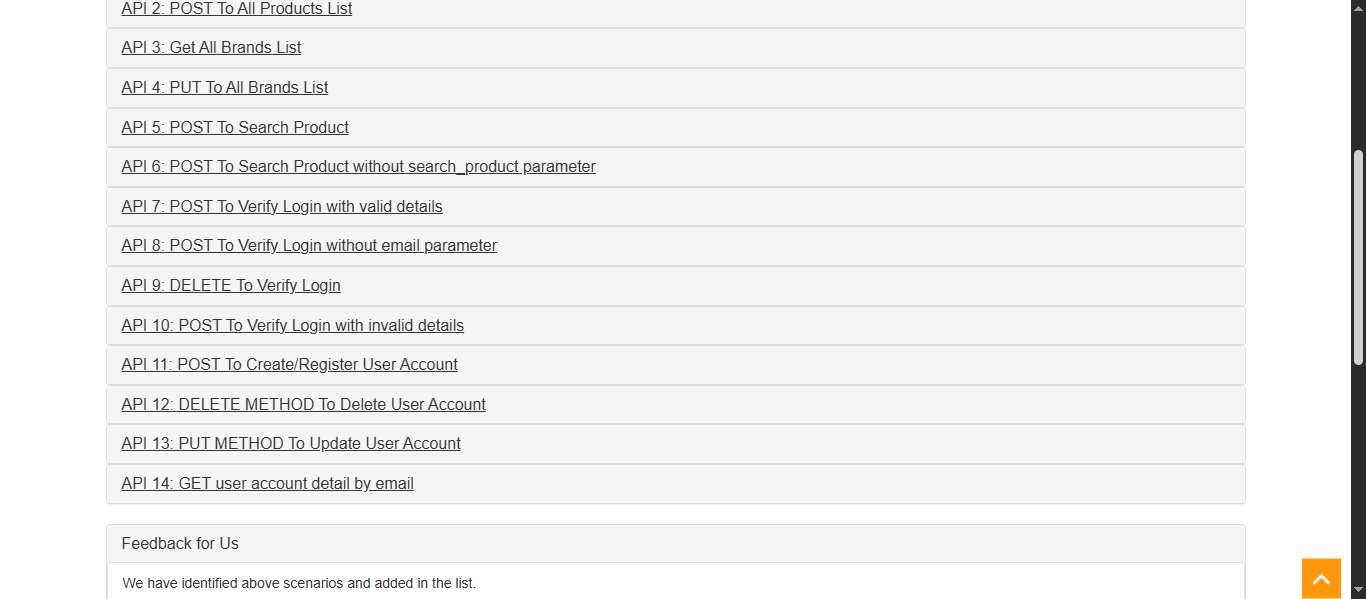 API 2: POST To All Products List
API 3: Get All Brands List
API 4: PUT To All Brands List
API 5: POST To Search Product
API 6: POST To Search Product without search_product parameter
API 7: POST To Verify Login with valid details
API 8: POST To Verify Login without email parameter
API 9: DELETE To Verify Login
API 10: POST To Verify Login with invalid details
API 11: POST To Create/Register User Account
API 12: DELETE METHOD To Delete User Account
API 13: PUT METHOD To Update User Account
API 14: GET user account detail by email
Feedback for Us
We have identified above scenarios and added in the list.